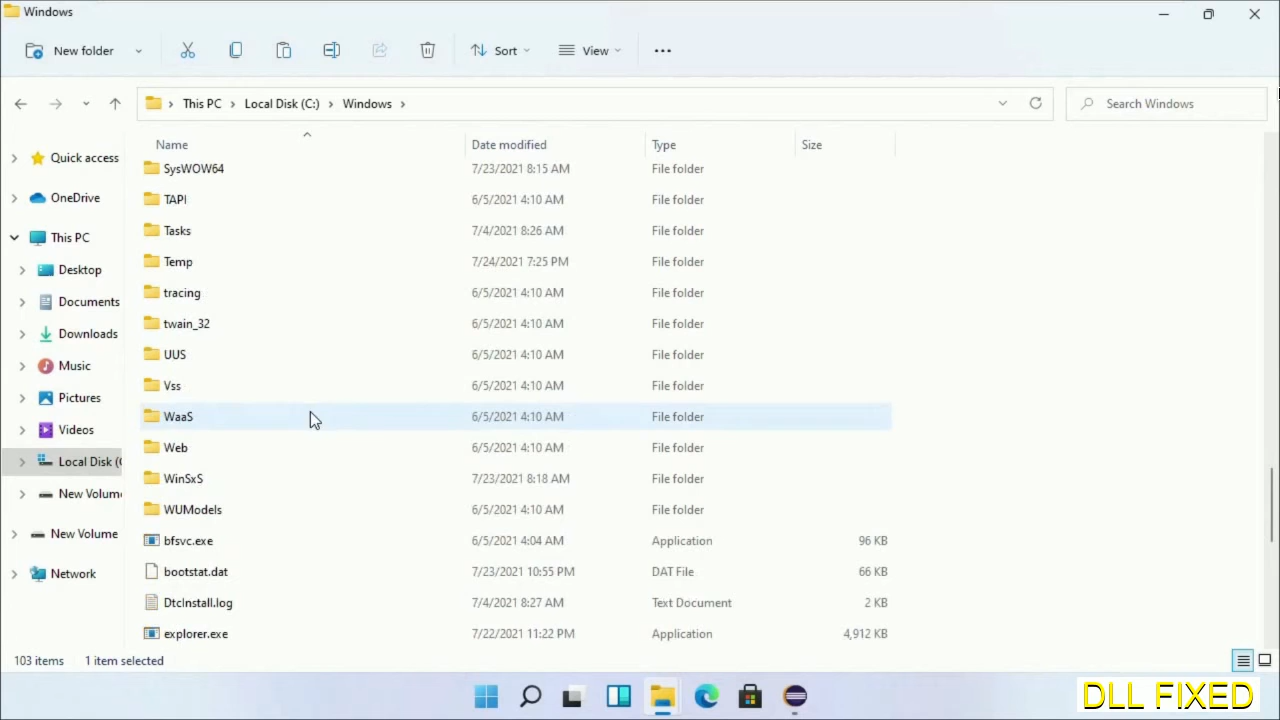 Windows
New folder
Sort
View
This PC
Local Disk (C:)
Windows
Search Windows
Name
Date modified
Type
Size
Quick access
OneDrive
This PC
Desktop
Documents
Downloads
Music
Pictures
Videos
Local Disk (C
New Volum
New Volume
Network
SysWOW64 7/23/2021 8:15 AM File folder
TAPI 6/5/2021 4:10 AM File folder
Tasks 7/4/2021 8:26 AM File folder
Temp 7/24/2021 7:25 PM File folder
tracing 6/5/2021 4:10 AM File folder
twain_32 6/5/2021 4:10 AM File folder
UUS 6/5/2021 4:10 AM File folder
Vss 6/5/2021 4:10 AM File folder
WaaS 6/5/2021 4:10 AM File folder
Web 6/5/2021 4:10 AM File folder
WinSxS 7/23/2021 8:18 AM File folder
WUModels 6/5/2021 4:10 AM File folder
bfsvc.exe 6/5/2021 4:04 AM Application 96 KB
bootstat.dat 7/23/2021 10:55 PM DAT File 66 KB
DtcInstall.log 7/4/2021 8:27 AM Text Document 2 KB
explorer.exe 7/22/2021 11:22 PM Application 4,912 KB
103 items 1 item selected
DLL FIXED